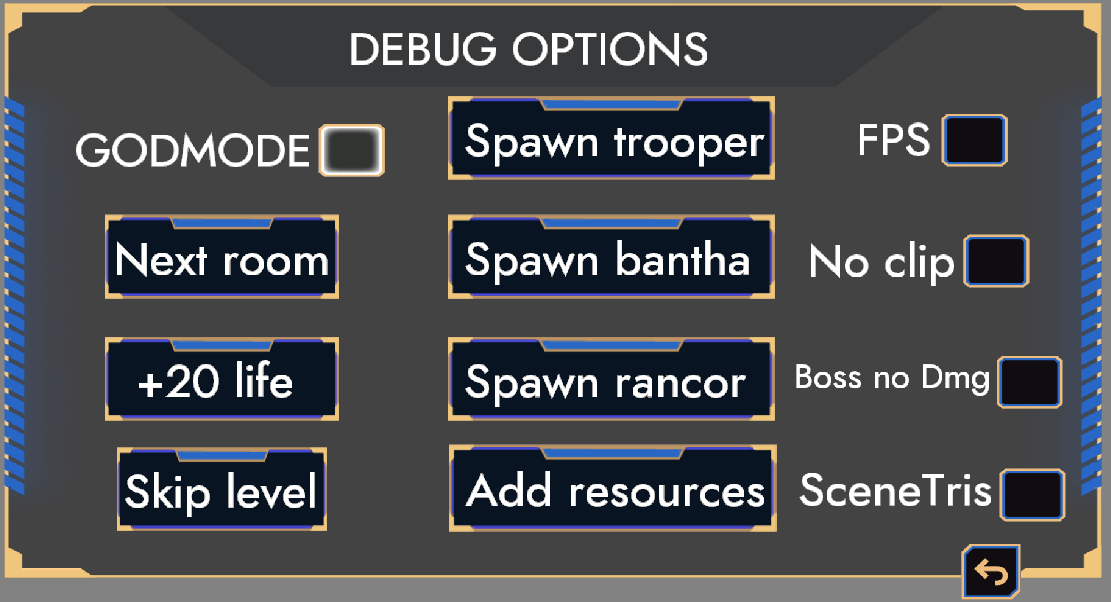 DEBUG OPTIONS
GODMODE
Spawn trooper
FPS
Next room
Spawn bantha
No clip
+20 life
Spawn rancor
Boss no Dmg
Skip level
Add resources
SceneTris